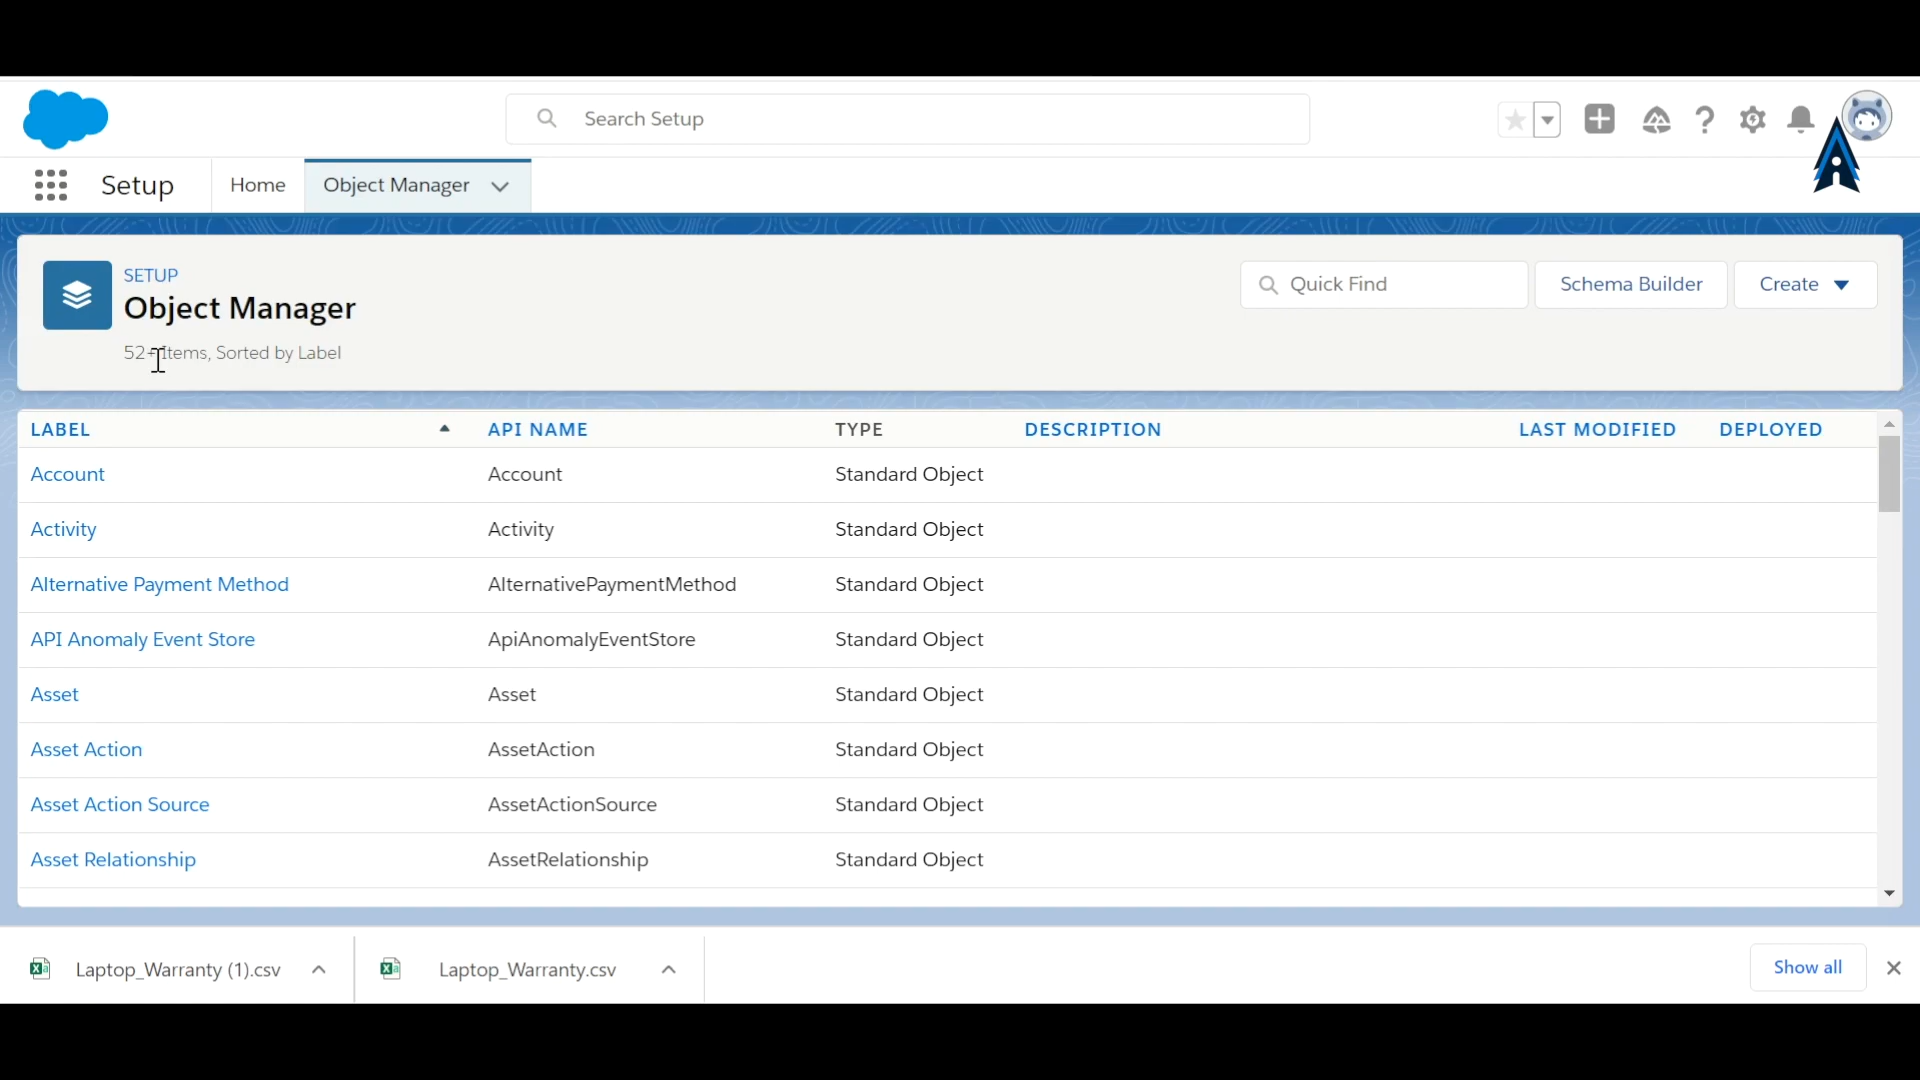 Search Setup
Setup Home Object Manager
SETUP
Object Manager
52+ Items, Sorted by Label
Quick Find Schema Builder Create
LABEL API NAME TYPE DESCRIPTION LAST MODIFIED DEPLOYED
Account Account Standard Object
Activity Activity Standard Object
Alternative Payment Method AlternativePaymentMethod Standard Object
API Anomaly Event Store ApiAnomalyEventStore Standard Object
Asset Asset Standard Object
Asset Action AssetAction Standard Object
Asset Action Source AssetActionSource Standard Object
Asset Relationship AssetRelationship Standard Object
Laptop_Warranty (1).csv Laptop_Warranty.csv Show all